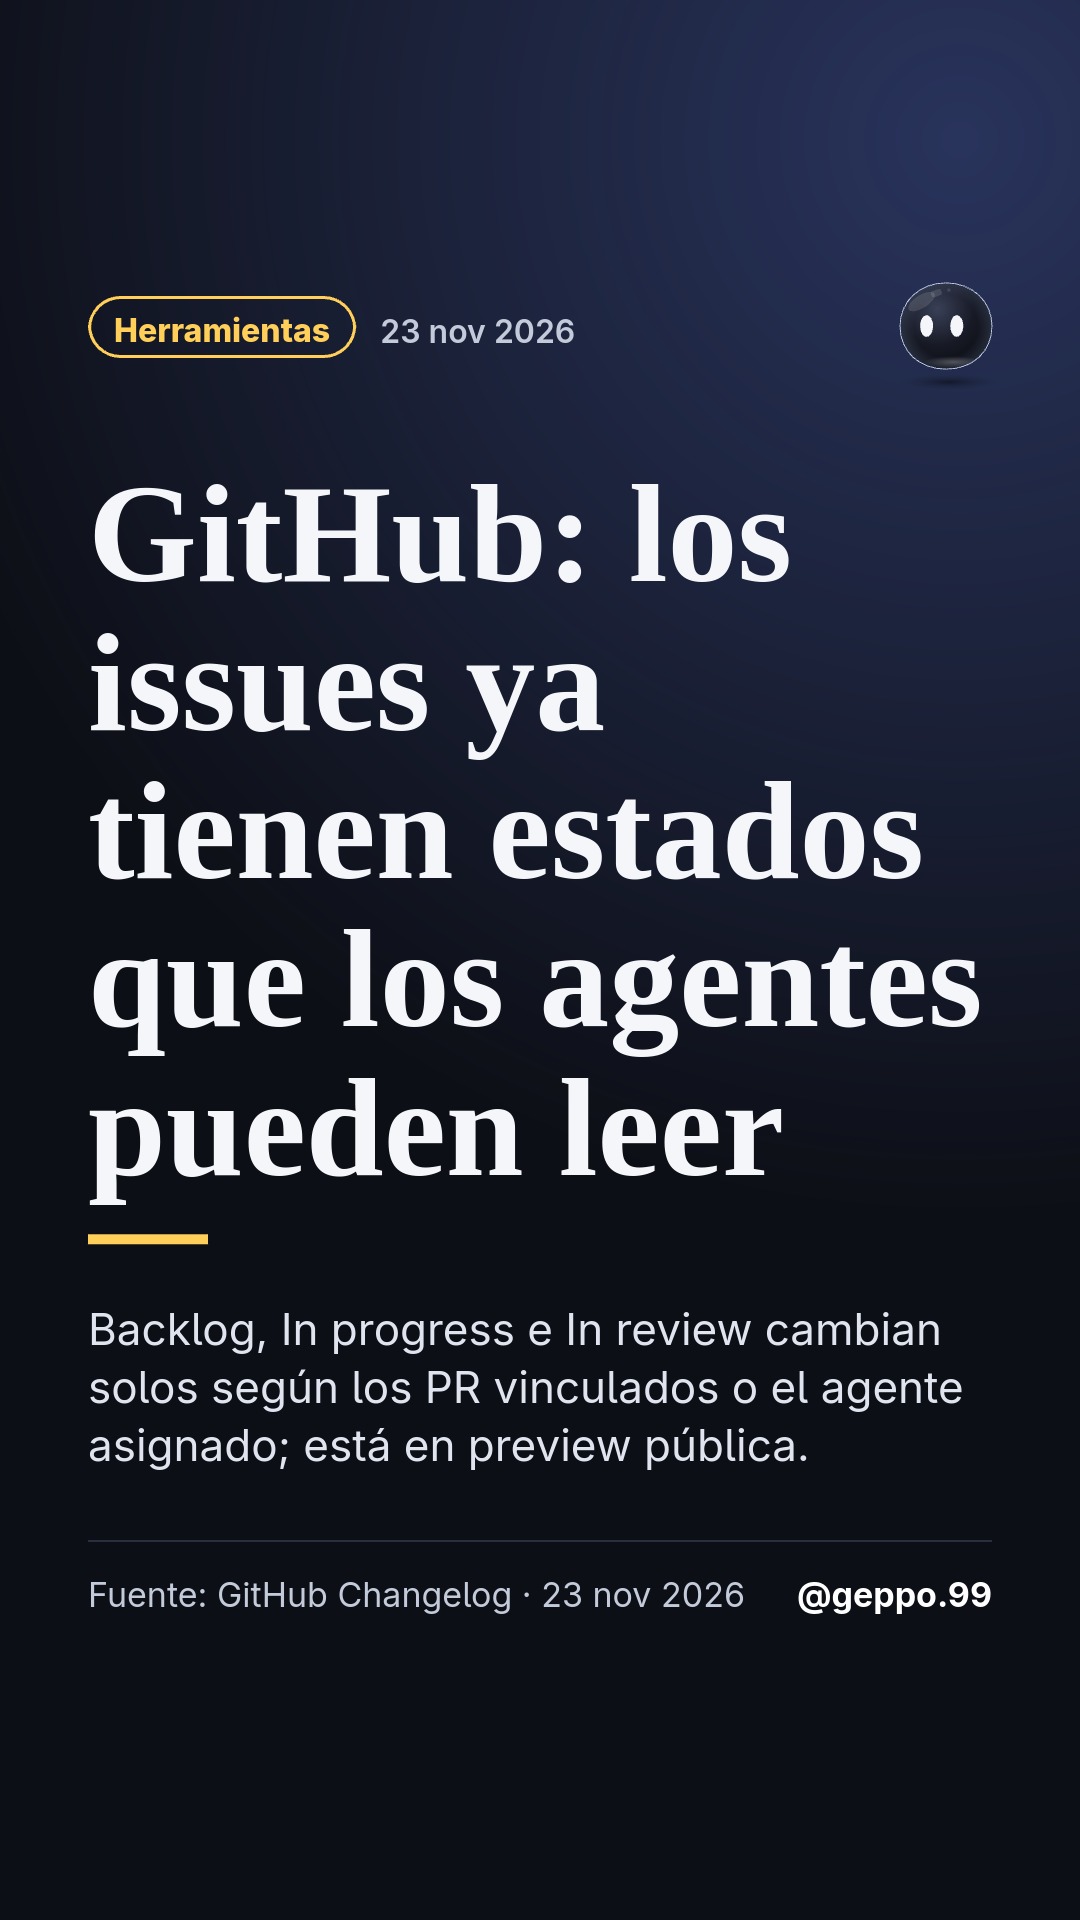 Herramientas 23 nov 2026
GitHub: los
issues ya
tienen estados
que los agentes
pueden leer
Backlog, In progress e In review cambian
solos según los PR vinculados o el agente
asignado; está en preview pública.
Fuente: GitHub Changelog · 23 nov 2026 @geppo.99